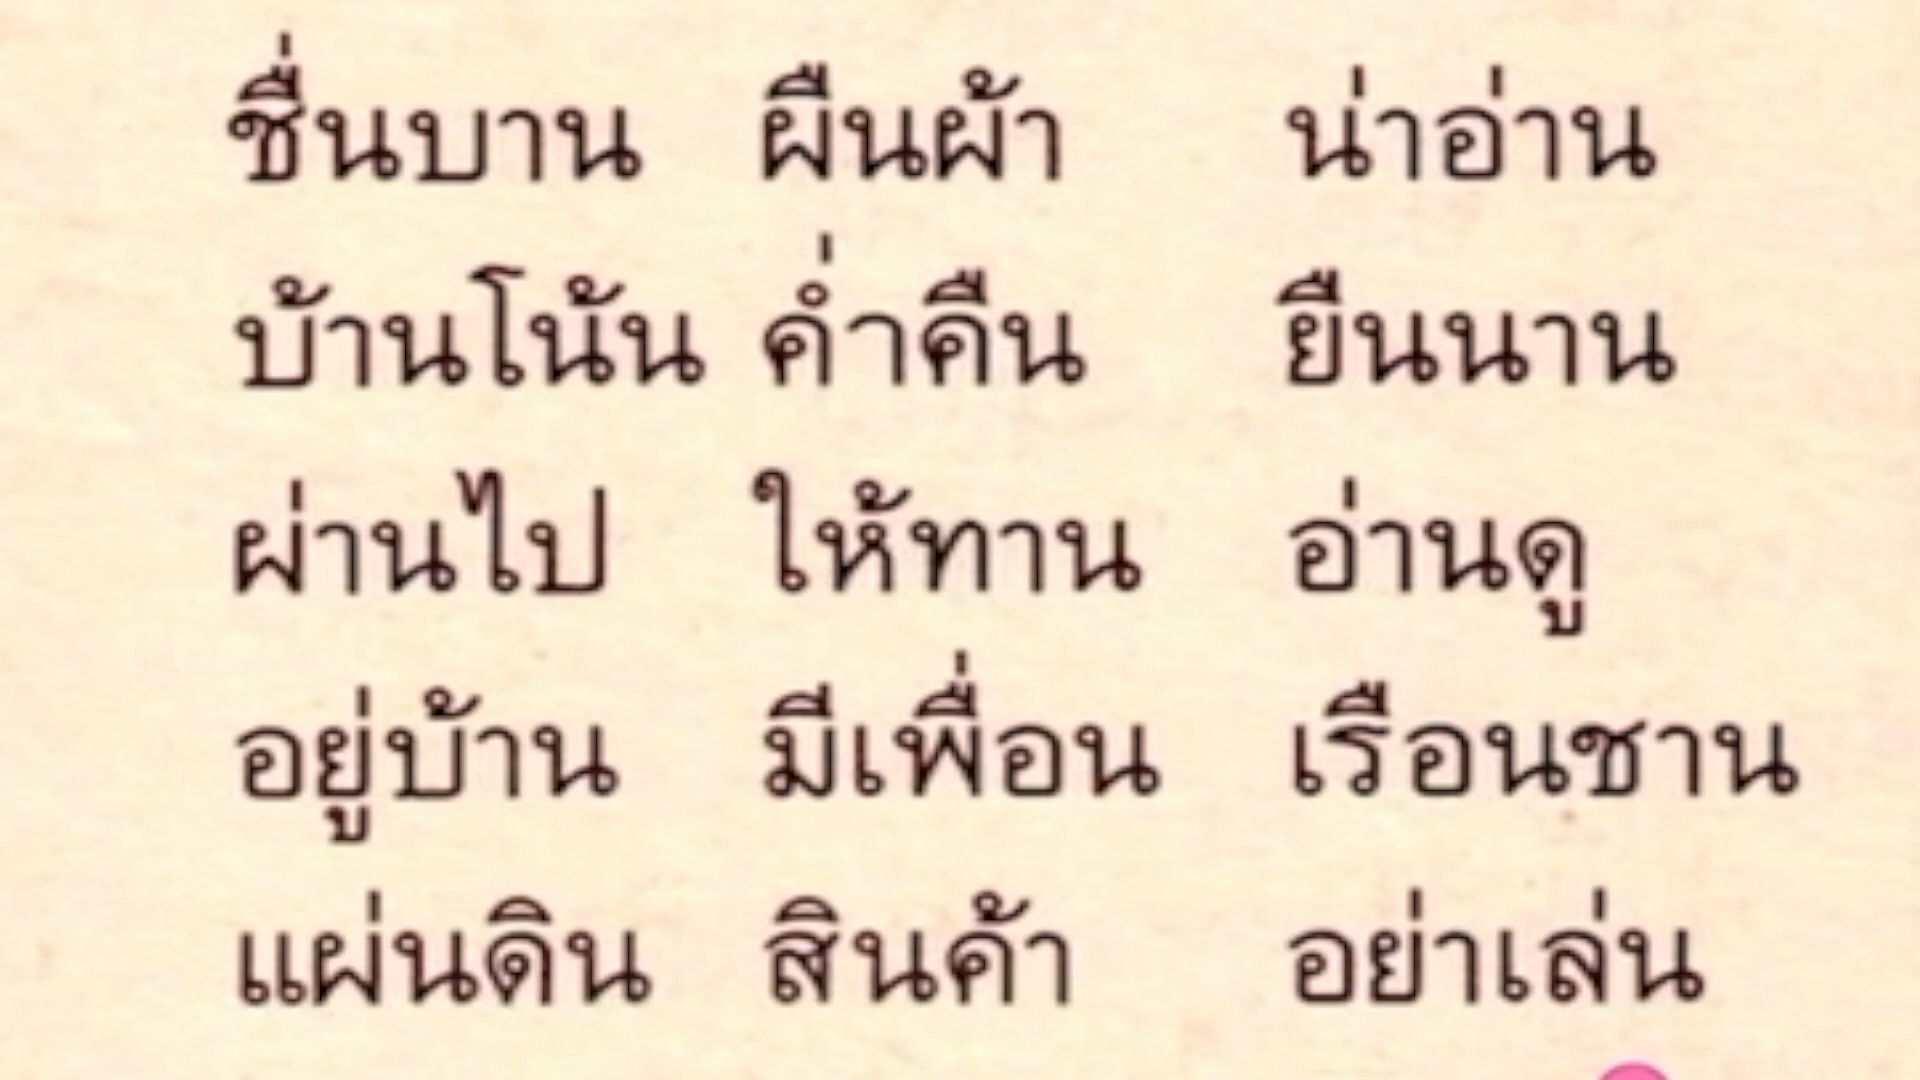 ชื่นบาน ผืนผ้า น่าอ่าน
บ้านโน้น ค่ำคืน ยืนนาน
ผ่านไป ให้ทาน อ่านดู
อยู่บ้าน มีเพื่อน เรือนชาน
แผ่นดิน สินค้า อย่าเล่น